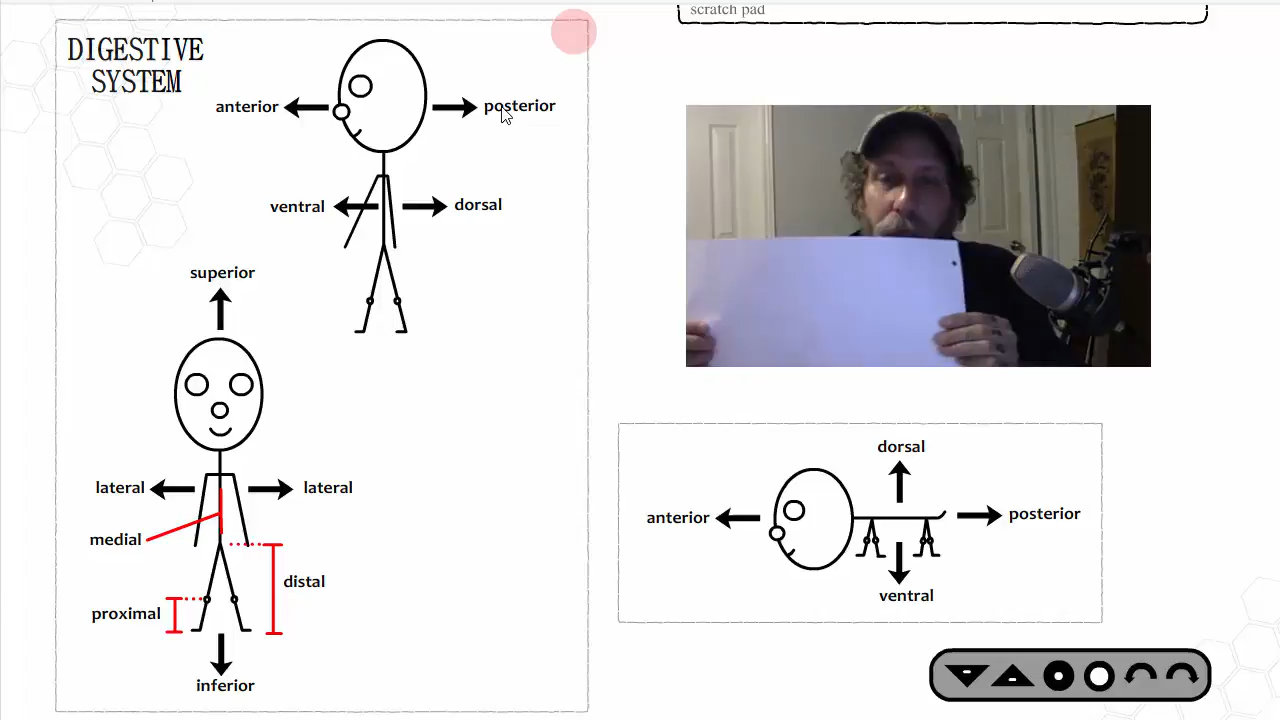 scratch pad
DIGESTIVE
SYSTEM
anterior
posterior
ventral
dorsal
superior
lateral
lateral
medial
distal
proximal
inferior
dorsal
anterior
posterior
ventral